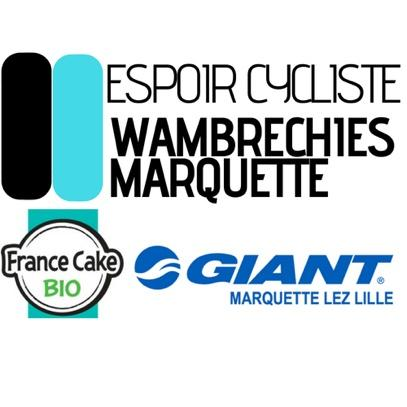 ESPOIR CYCLISTE
WAMBRECHIES
MARQUETTE
France Cake
BIO
GIANT®
MARQUETTE LEZ LILLE